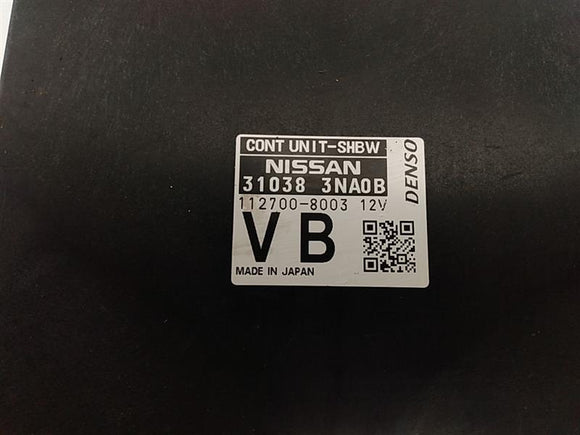 CONT UNIT-SHBW
NISSAN
31038 3NA0B
112700-8003 12V
VB
MADE IN JAPAN
DENSO